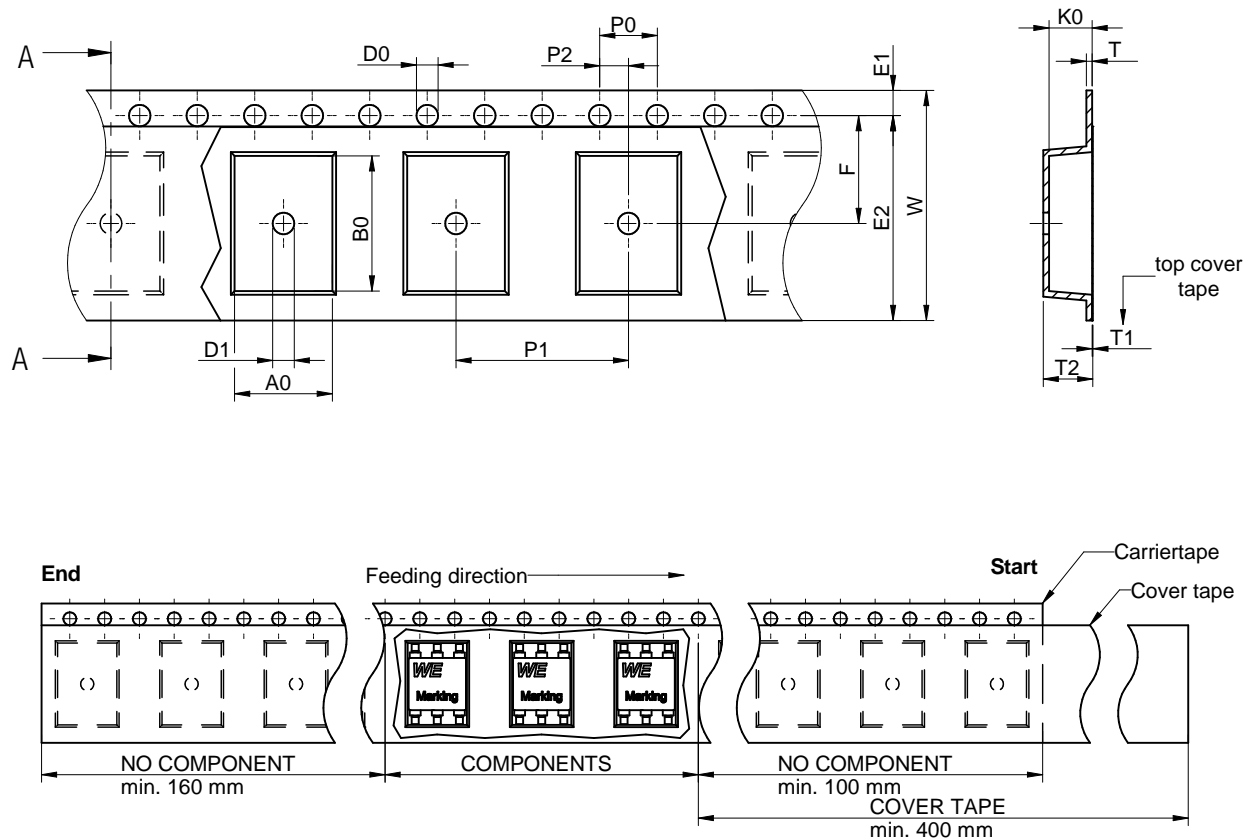 A
D0
P2
P0
E1
K0
T
F
E2
W
B0
top cover
tape
D1
A0
P1
T1
T2
A
End
Feeding direction
Start
Carriertape
Cover tape
WE
Marking
WE
Marking
WE
Marking
NO COMPONENT
min. 160 mm
COMPONENTS
NO COMPONENT
min. 100 mm
COVER TAPE
min. 400 mm